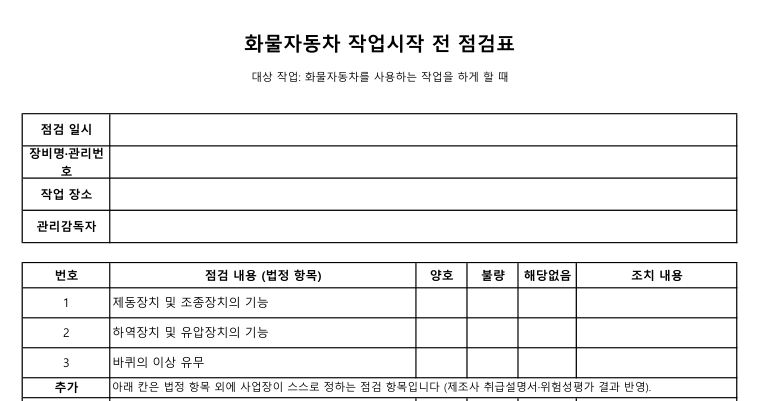 화물자동차 작업시작 전 점검표
대상 작업: 화물자동차를 사용하는 작업을 하게 할 때
점검 일시
장비명·관리번
호
작업 장소
관리감독자
번호 점검 내용 (법정 항목) 양호 불량 해당없음 조치 내용
1 제동장치 및 조종장치의 기능
2 하역장치 및 유압장치의 기능
3 바퀴의 이상 유무
추가 아래 칸은 법정 항목 외에 사업장이 스스로 정하는 점검 항목입니다 (제조사 취급설명서·위험성평가 결과 반영).